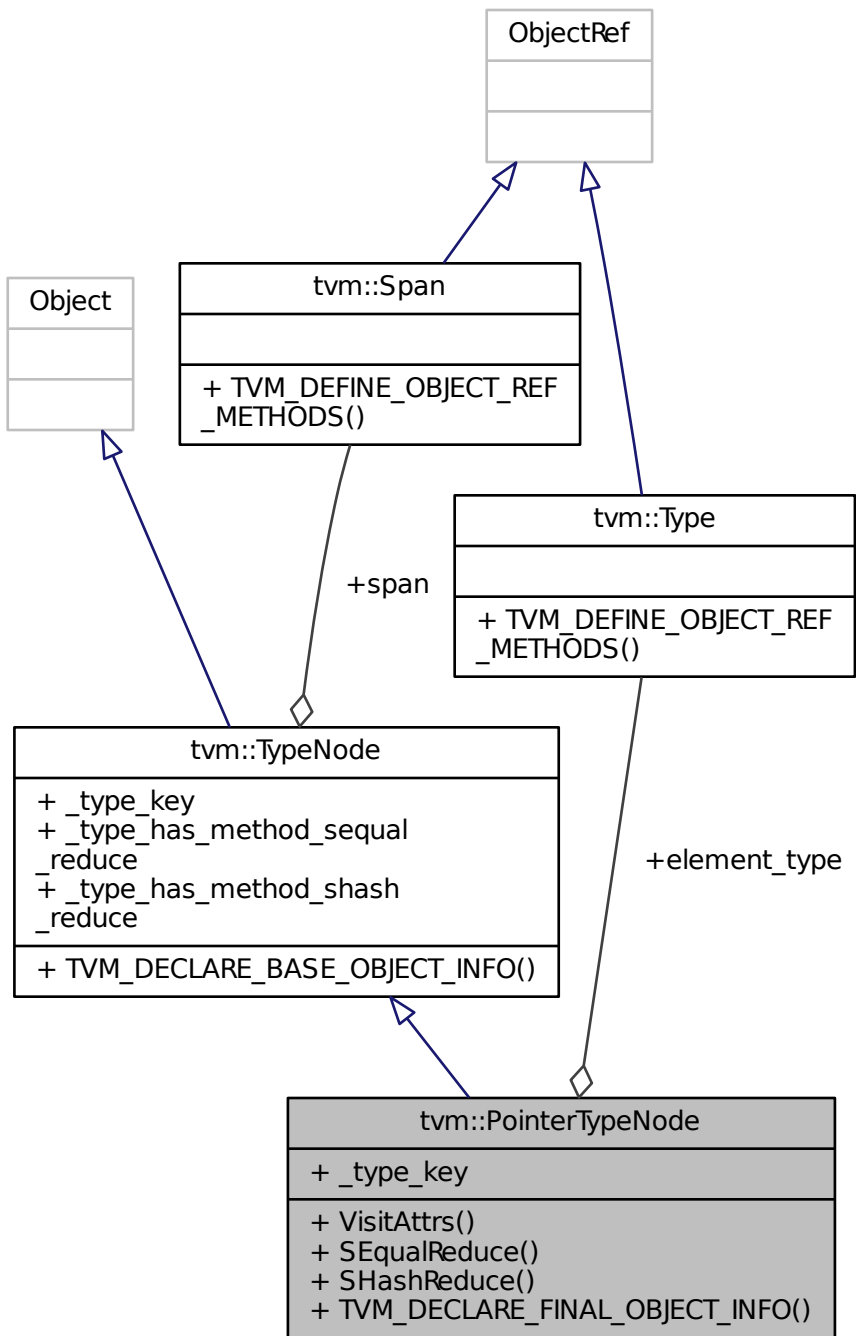 ObjectRef
tvm::Span
+ TVM_DEFINE_OBJECT_REF
_METHODS()
Object
tvm::Type
+ TVM_DEFINE_OBJECT_REF
_METHODS()
+span
tvm::TypeNode
+ _type_key
+ _type_has_method_sequal
_reduce
+ _type_has_method_shash
_reduce
+ TVM_DECLARE_BASE_OBJECT_INFO()
+element_type
tvm::PointerTypeNode
+ _type_key
+ VisitAttrs()
+ SEqualReduce()
+ SHashReduce()
+ TVM_DECLARE_FINAL_OBJECT_INFO()